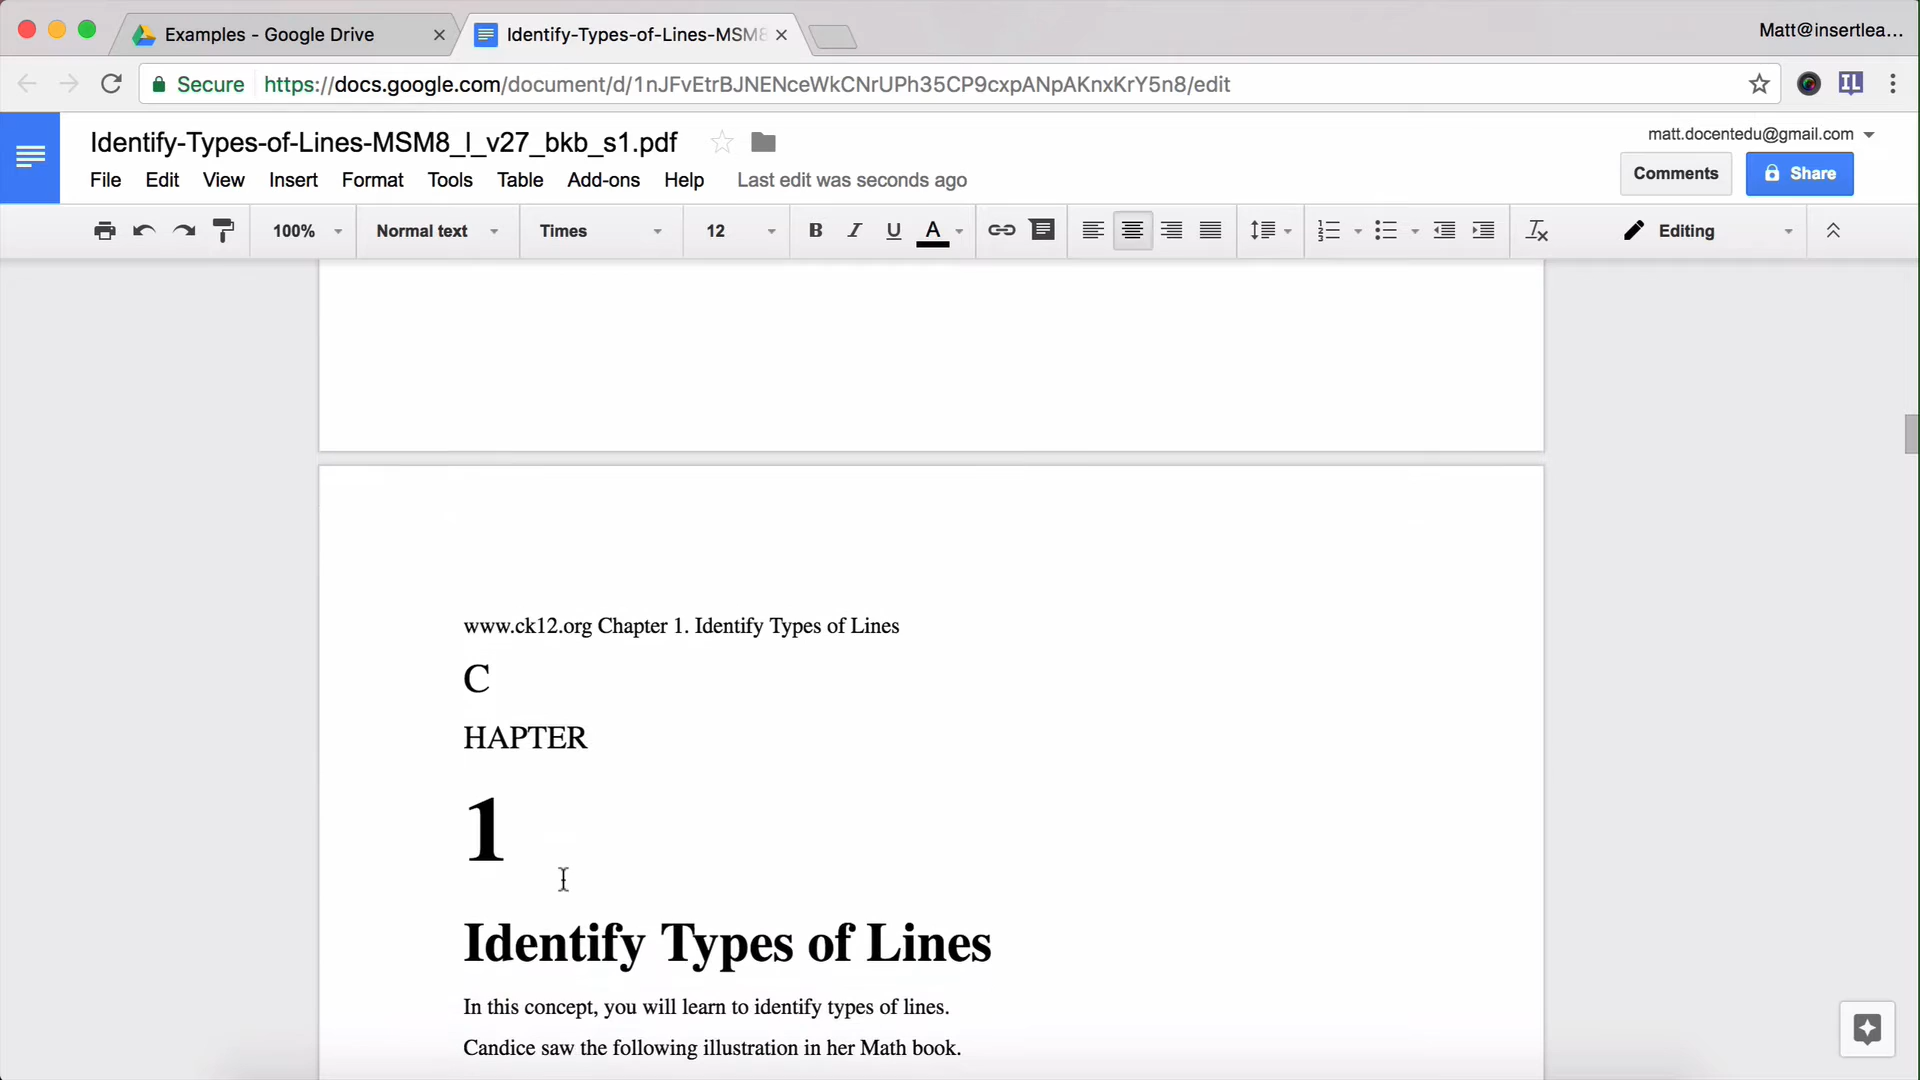 Examples - Google Drive
Identify-Types-of-Lines-MSM8
Matt@insertlea...
Secure https://docs.google.com/document/d/1nJFvEtrBJNENceWkCNrUPh35CP9cxpANpAKnxKrY5n8/edit
IL
Identify-Types-of-Lines-MSM8_l_v27_bkb_s1.pdf
matt.docentedu@gmail.com
File Edit View Insert Format Tools Table Add-ons Help Last edit was seconds ago
Comments
Share
100% Normal text Times 12 B I U A Editing
www.ck12.org Chapter 1. Identify Types of Lines
C
HAPTER
1
Identify Types of Lines
In this concept, you will learn to identify types of lines.
Candice saw the following illustration in her Math book.